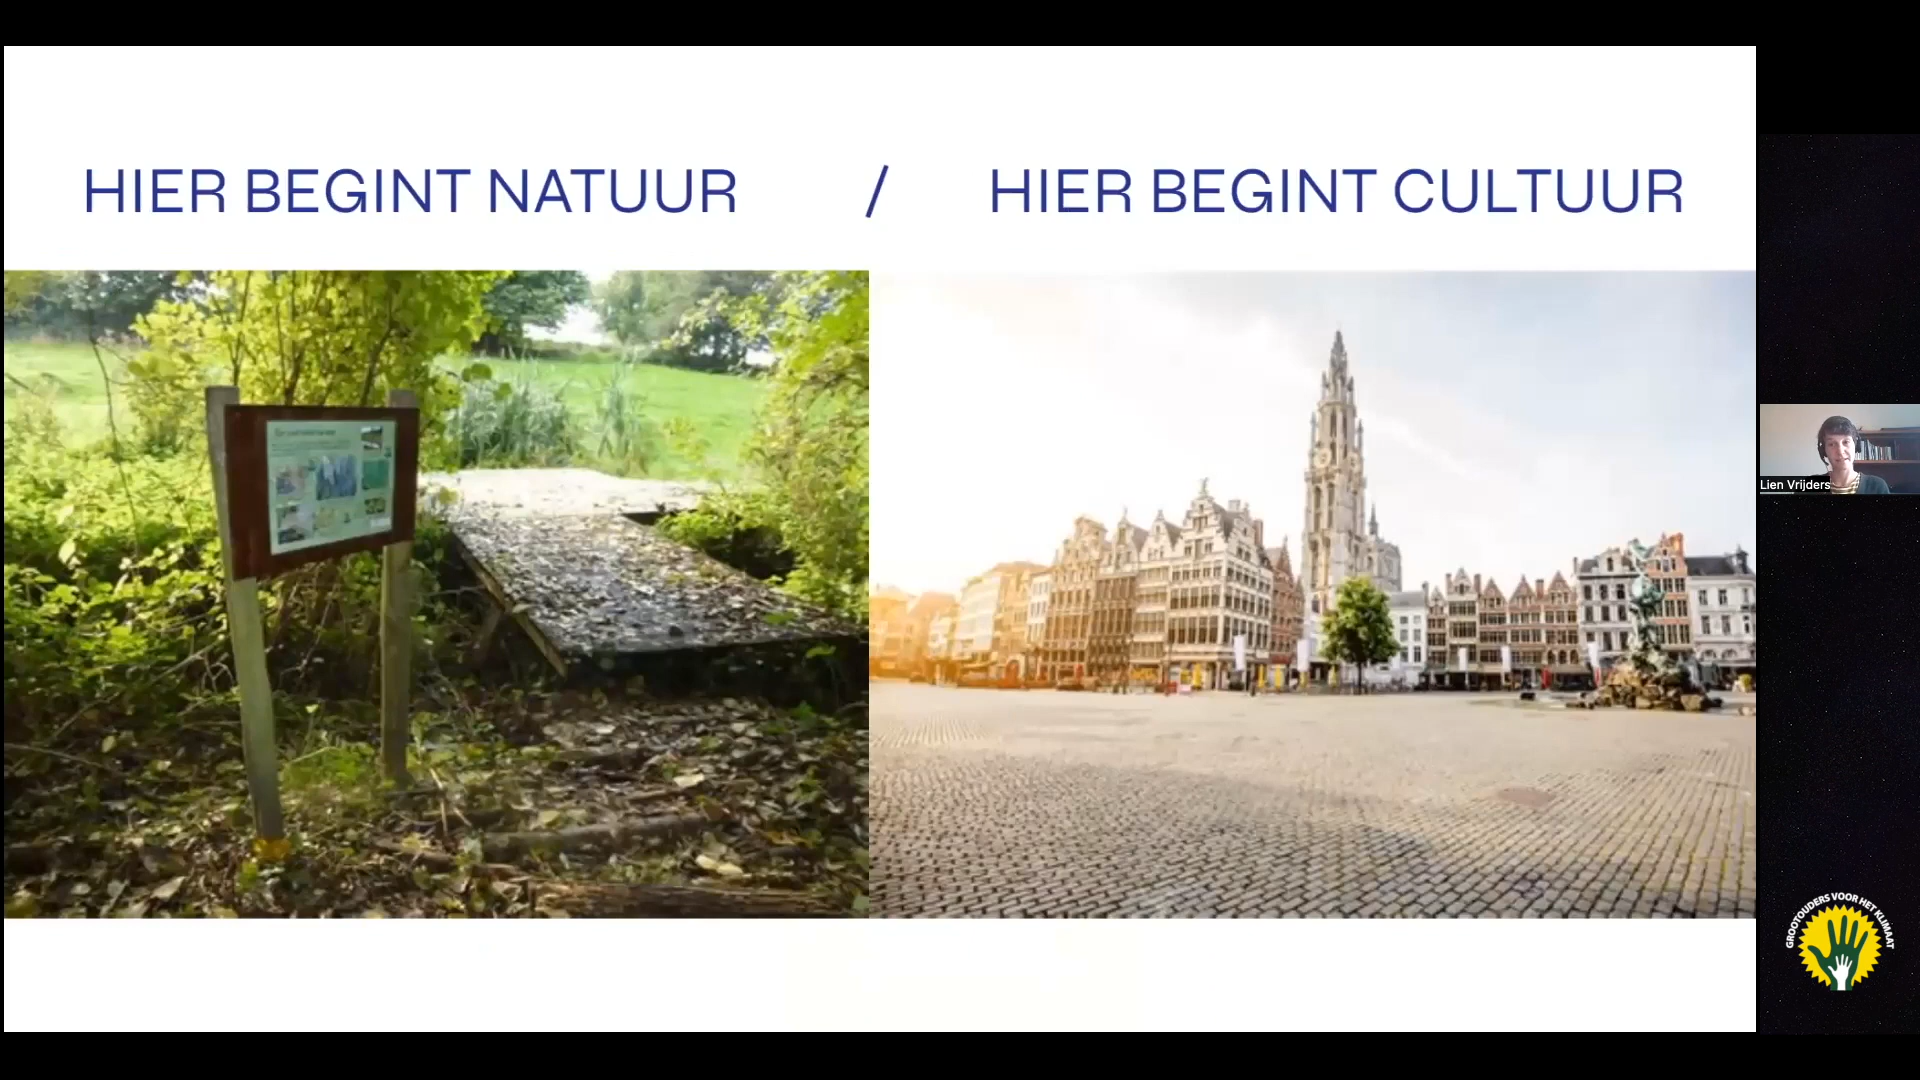 HIER BEGINT NATUUR / HIER BEGINT CULTUUR
Lien Vrijders
GROOTOUDERS VOOR HET KLIMAAT